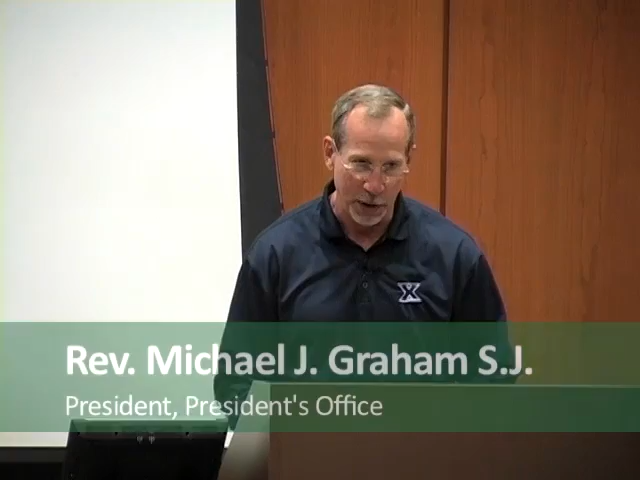 Rev. Michael J. Graham S.J.
President, President's Office
X